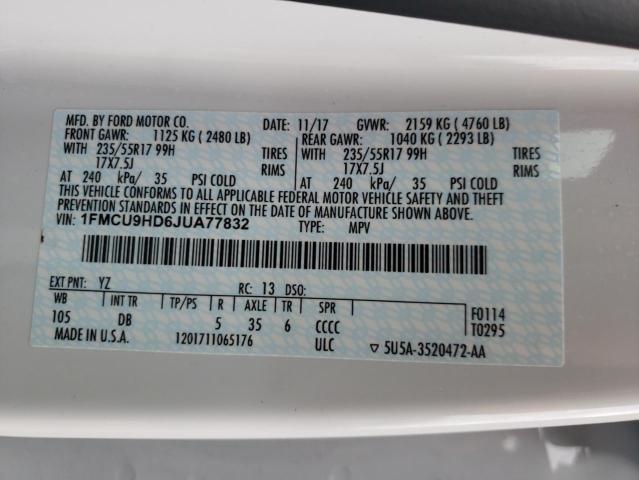 MFD. BY FORD MOTOR CO. DATE: 11/17 GVWR: 2159 KG ( 4760 LB)
FRONT GAWR: 1125 KG ( 2480 LB) REAR GAWR: 1040 KG ( 2293 LB)
WITH 235/55R17 99H TIRES WITH 235/55R17 99H TIRES
17X7.5J RIMS 17X7.5J RIMS
AT 240 kPa/ 35 PSI COLD AT 240 kPa/ 35 PSI COLD
THIS VEHICLE CONFORMS TO ALL APPLICABLE FEDERAL MOTOR VEHICLE SAFETY AND THEFT
PREVENTION STANDARDS IN EFFECT ON THE DATE OF MANUFACTURE SHOWN ABOVE.
VIN: 1FMCU9HD6JUA77832 TYPE: MPV
EXT PNT: YZ RC: 13 DSO:
WB INT TR TP/PS R AXLE TR SPR F0114
105 DB 5 35 6 CCCC T0295
MADE IN U.S.A. 1201711065176 ULC ▽ 5U5A-3520472-AA